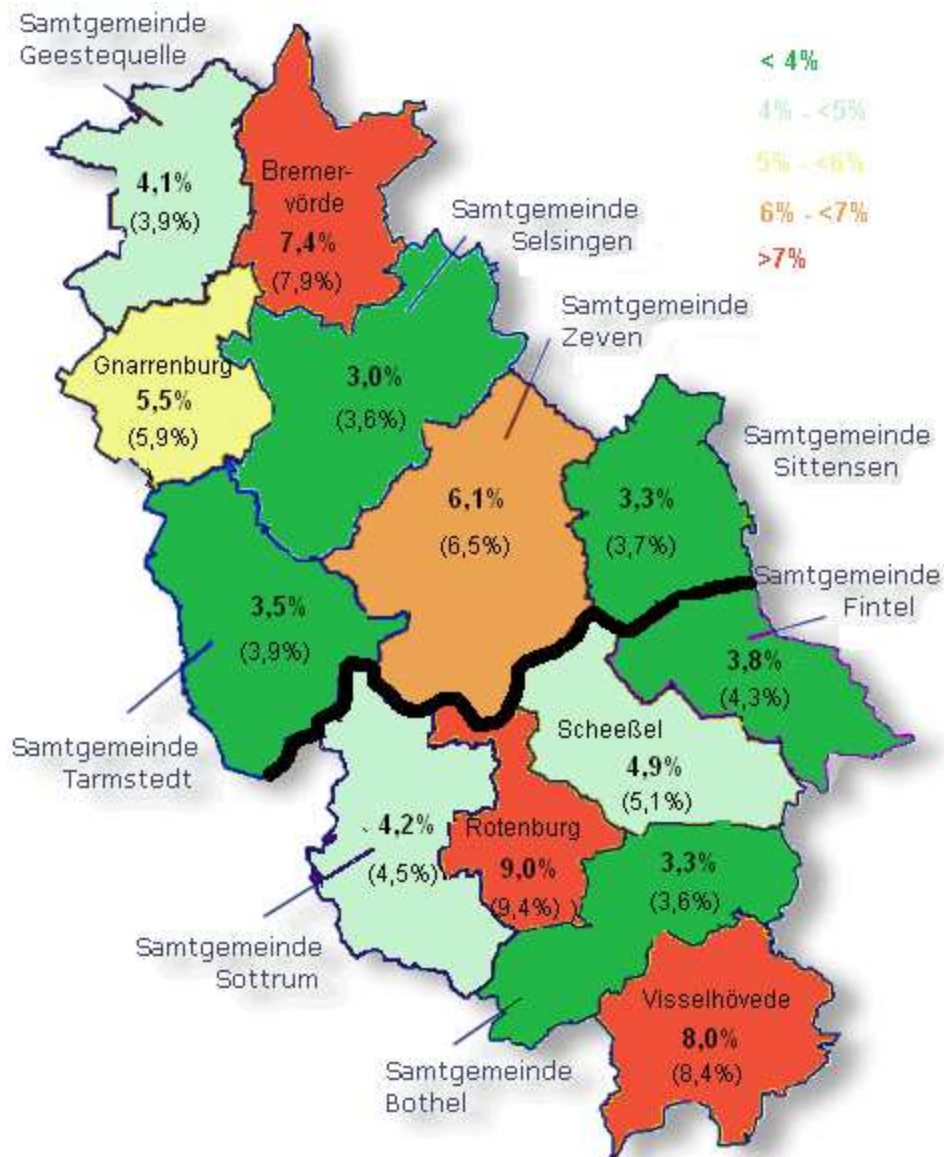 Samtgemeinde
Geestequelle
< 4%
4% - <5%
5% - <6%
6% - <7%
>7%
4,1%
(3,9%)
Bremer-
vörde
7,4%
(7,9%)
Samtgemeinde
Selsingen
Samtgemeinde
Zeven
Gnarrenburg
5,5%
(5,9%)
3,0%
(3,6%)
Samtgemeinde
Sittensen
6,1%
(6,5%)
3,3%
(3,7%)
Samtgemeinde
Fintel
3,5%
(3,9%)
3,8%
(4,3%)
Samtgemeinde
Tarmstedt
Scheeßel
4,9%
(5,1%)
4,2%
(4,5%)
Rotenburg
9,0%
(9,4%)
3,3%
(3,6%)
Samtgemeinde
Sottrum
Visselhövede
8,0%
(8,4%)
Samtgemeinde
Bothel